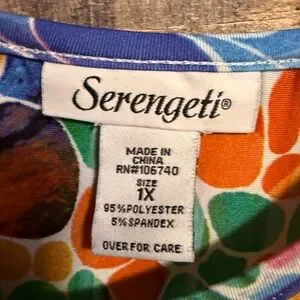 Serengeti®
MADE IN
CHINA
RN#106740
SIZE
1X
95%POLYESTER
5%SPANDEX
OVER FOR CARE